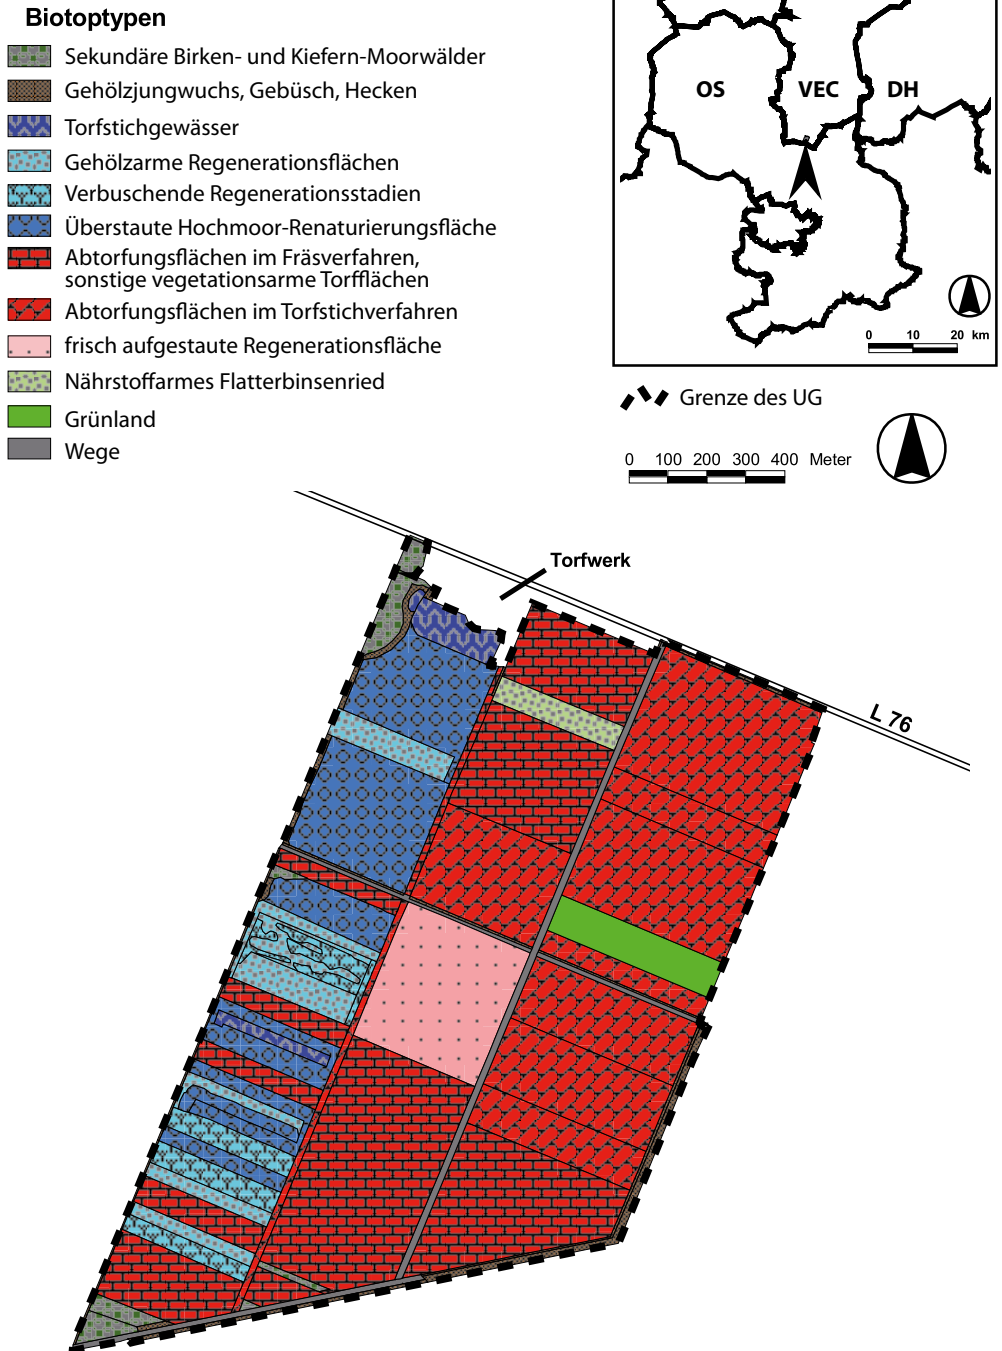 Biotoptypen
Sekundäre Birken- und Kiefern-Moorwälder
Gehölzjungwuchs, Gebüsch, Hecken
Torfstichgewässer
Gehölzarme Regenerationsflächen
Verbuschende Regenerationsstadien
Überstaute Hochmoor-Renaturierungsfläche
Abtorfungsflächen im Fräsverfahren,
sonstige vegetationsarme Torfflächen
Abtorfungsflächen im Torfstichverfahren
frisch aufgestaute Regenerationsfläche
Nährstoffarmes Flatterbinsenried
Grünland
Wege
OS VEC DH
0 10 20 km
Grenze des UG
0 100 200 300 400 Meter
Torfwerk
L 76